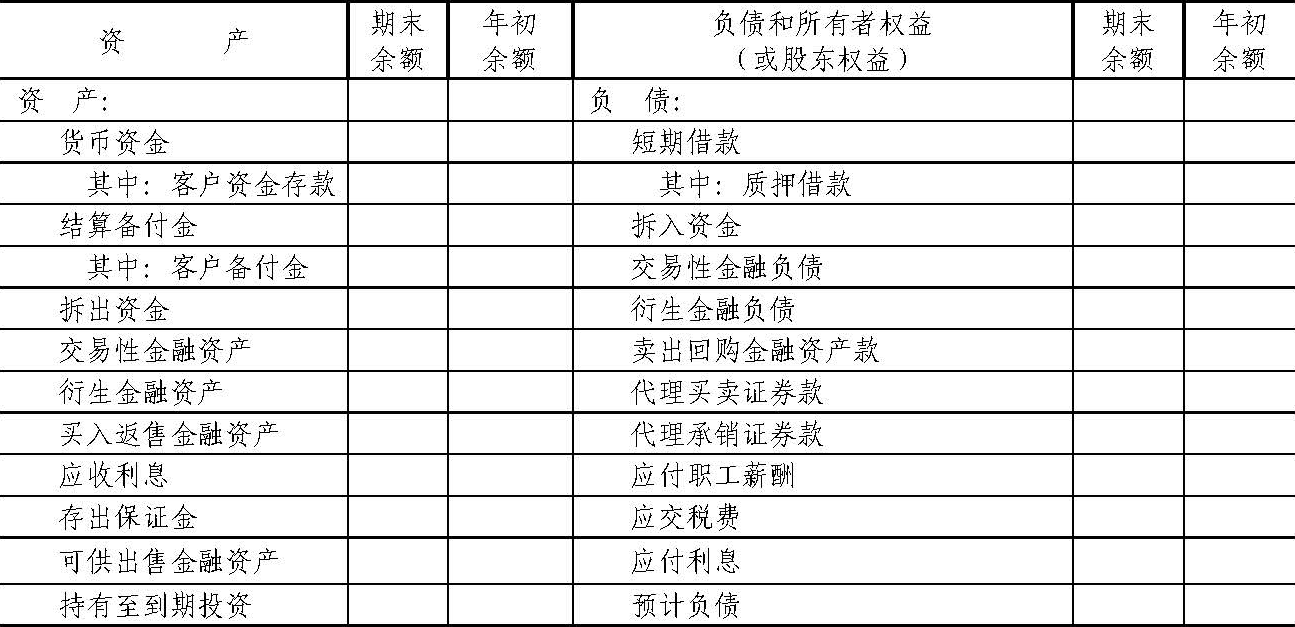 资 产 期末余额 年初余额 负债和所有者权益（或股东权益） 期末余额 年初余额
资 产： 负 债：
货币资金 短期借款
其中：客户资金存款 其中：质押借款
结算备付金 拆入资金
其中：客户备付金 交易性金融负债
拆出资金 衍生金融负债
交易性金融资产 卖出回购金融资产款
衍生金融资产 代理买卖证券款
买入返售金融资产 代理承销证券款
应收利息 应付职工薪酬
存出保证金 应交税费
可供出售金融资产 应付利息
持有至到期投资 预计负债